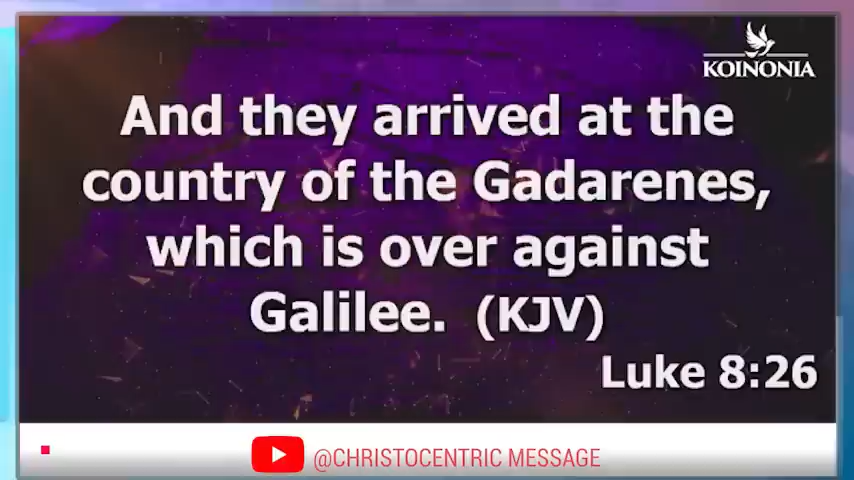 KOINONIA
And they arrived at the
country of the Gadarenes,
which is over against
Galilee. (KJV)
Luke 8:26
@CHRISTOCENTRIC MESSAGE